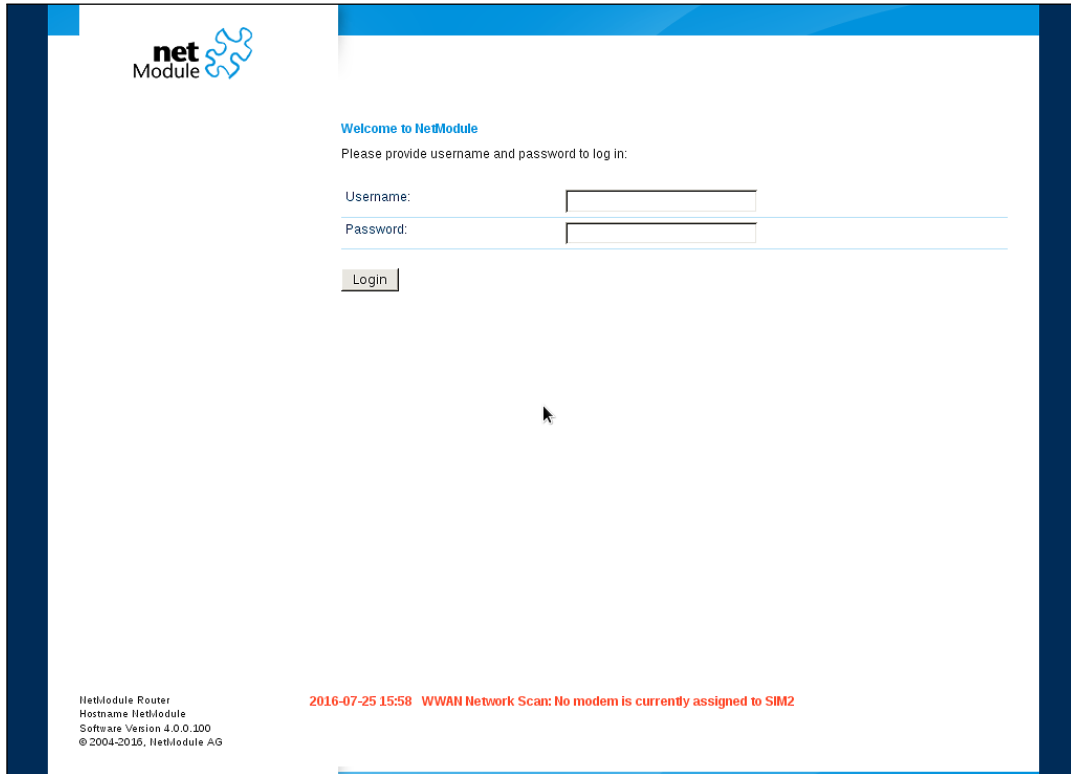 net
Module
Welcome to NetModule
Please provide username and password to log in:
Username:
Password:
Login
NetModule Router
Hostname NetModule
Software Version 4.0.0.100
© 2004-2016, NetModule AG
2016-07-25 15:58 WWAN Network Scan: No modem is currently assigned to SIM2